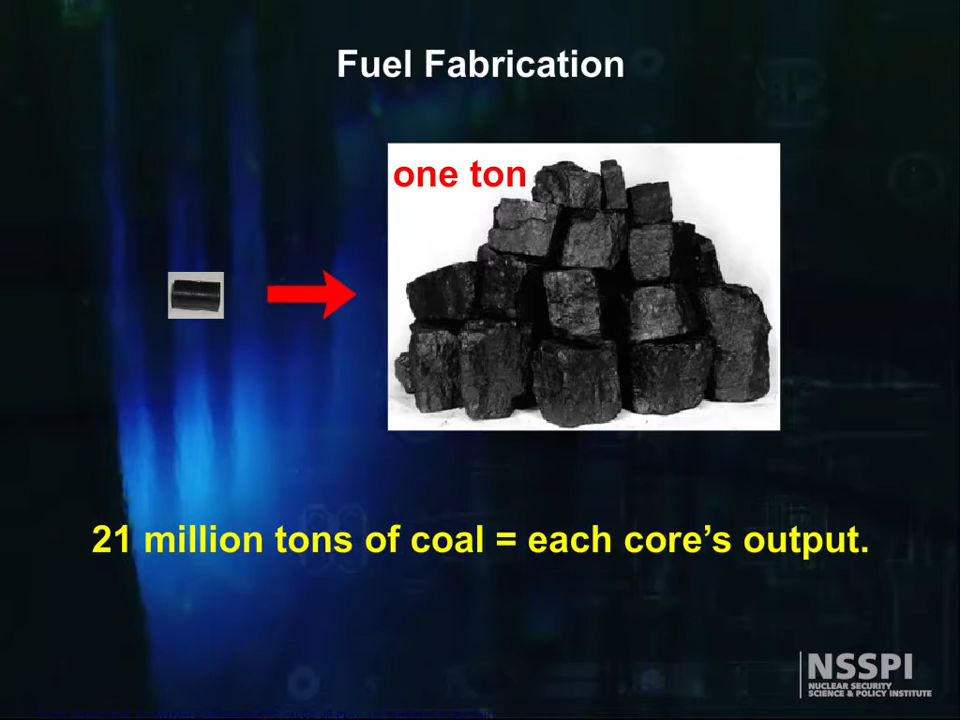 Fuel Fabrication
one ton
21 million tons of coal = each core’s output.
NSSPI
NUCLEAR SECURITY
SCIENCE & POLICY INSTITUTE